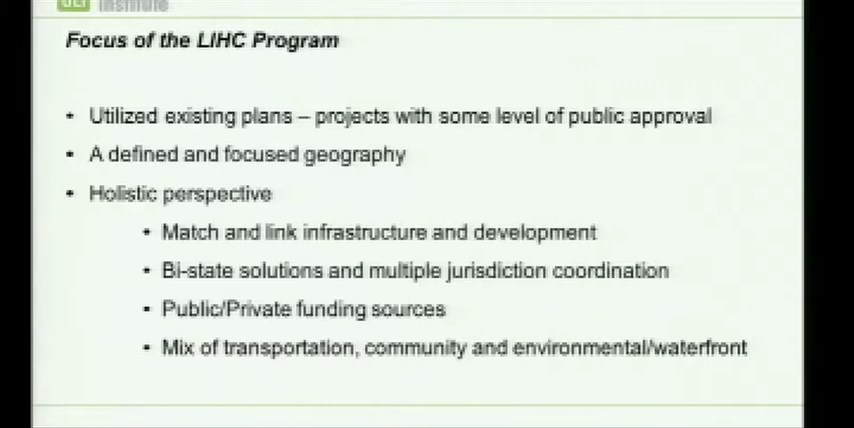 Institute
Focus of the LIHC Program
• Utilized existing plans – projects with some level of public approval
• A defined and focused geography
• Holistic perspective
• Match and link infrastructure and development
• Bi-state solutions and multiple jurisdiction coordination
• Public/Private funding sources
• Mix of transportation, community and environmental/waterfront